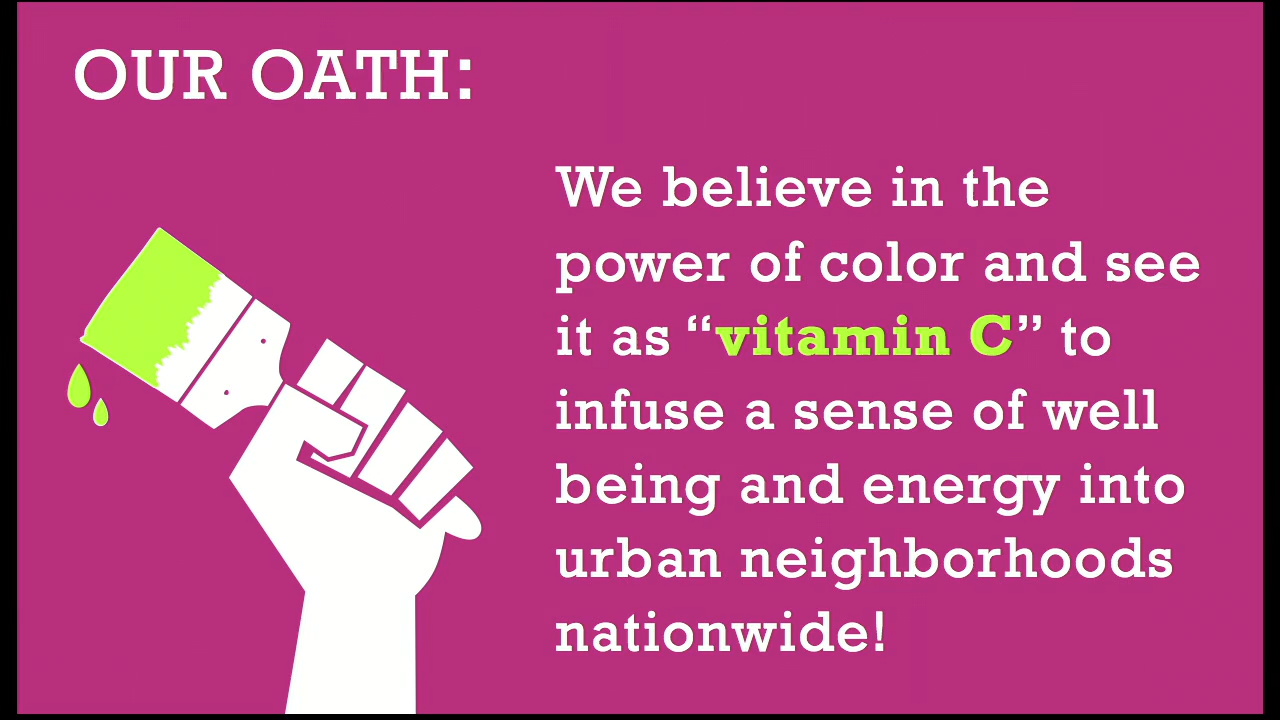 OUR OATH:
We believe in the
power of color and see
it as “vitamin C” to
infuse a sense of well
being and energy into
urban neighborhoods
nationwide!